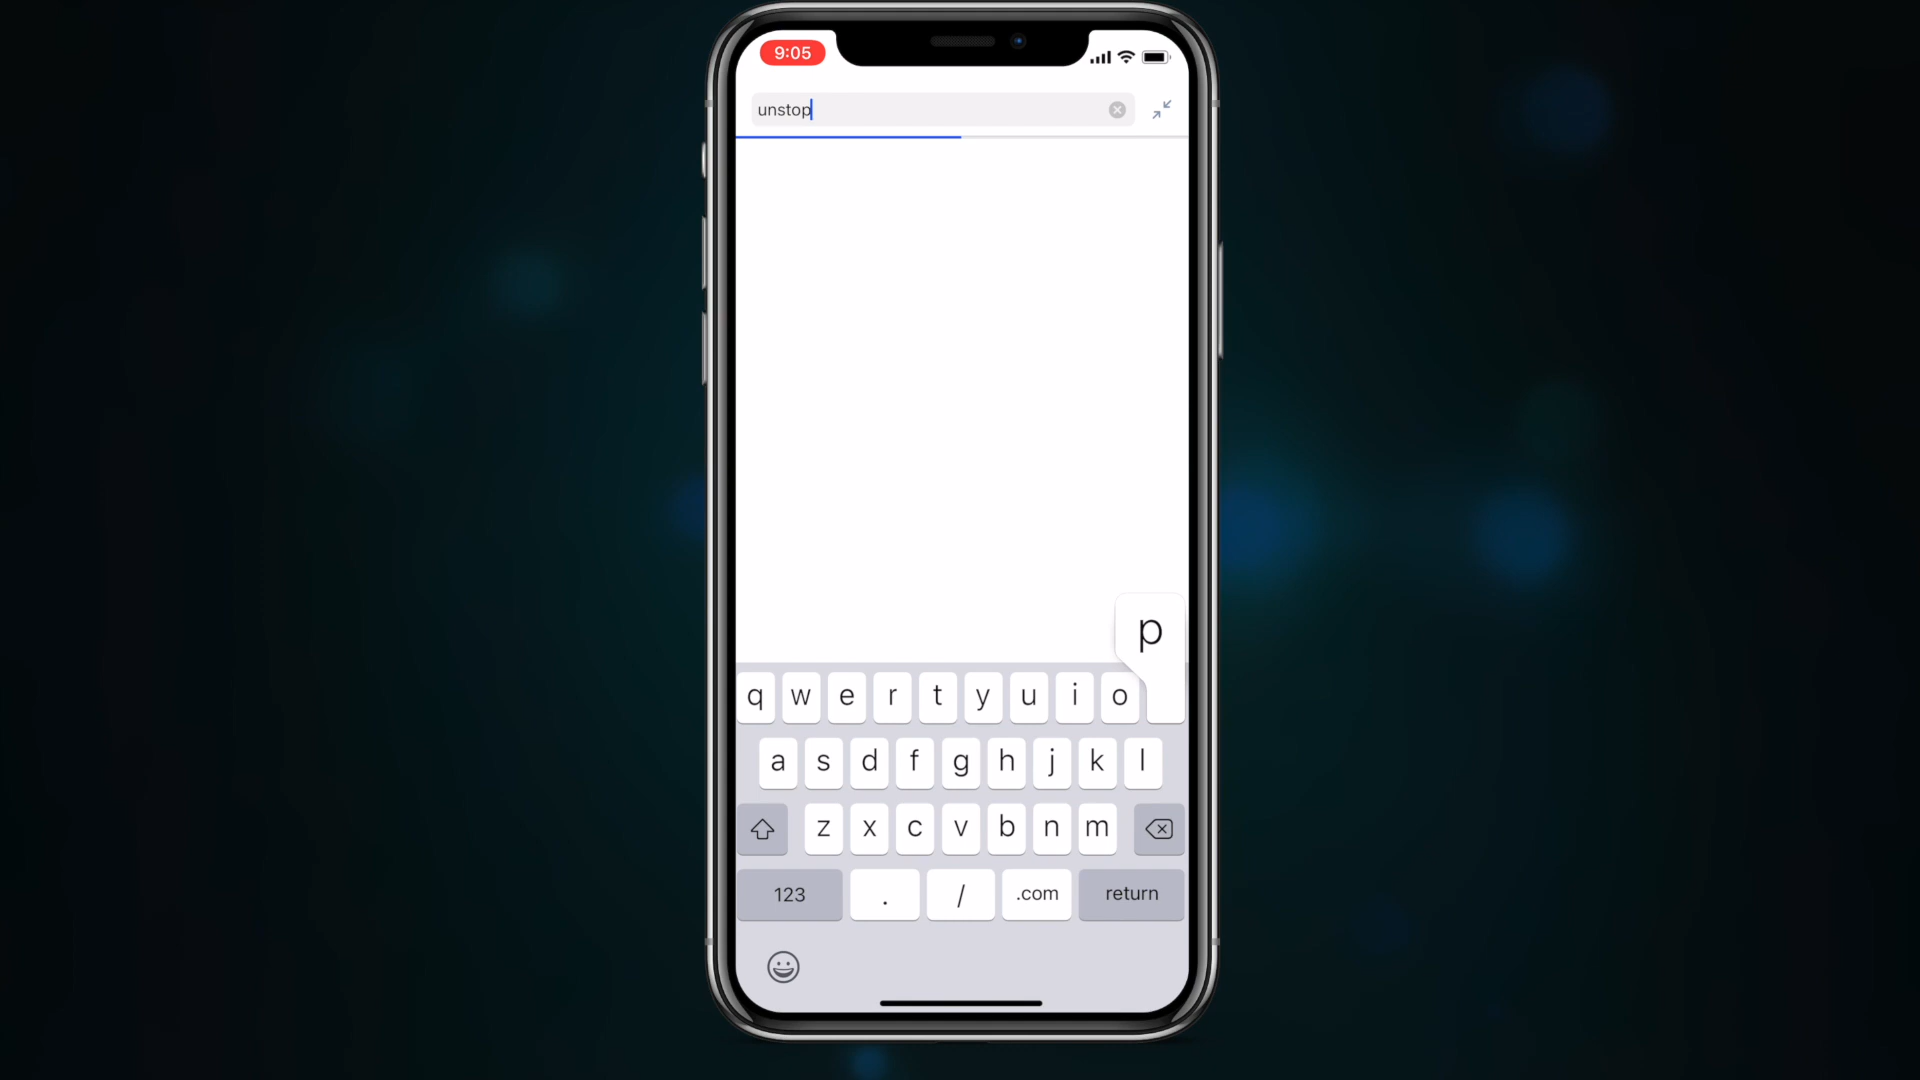 9:05
unstop
p
q w e r t y u i o
a s d f g h j k l
z x c v b n m
123 . / .com return